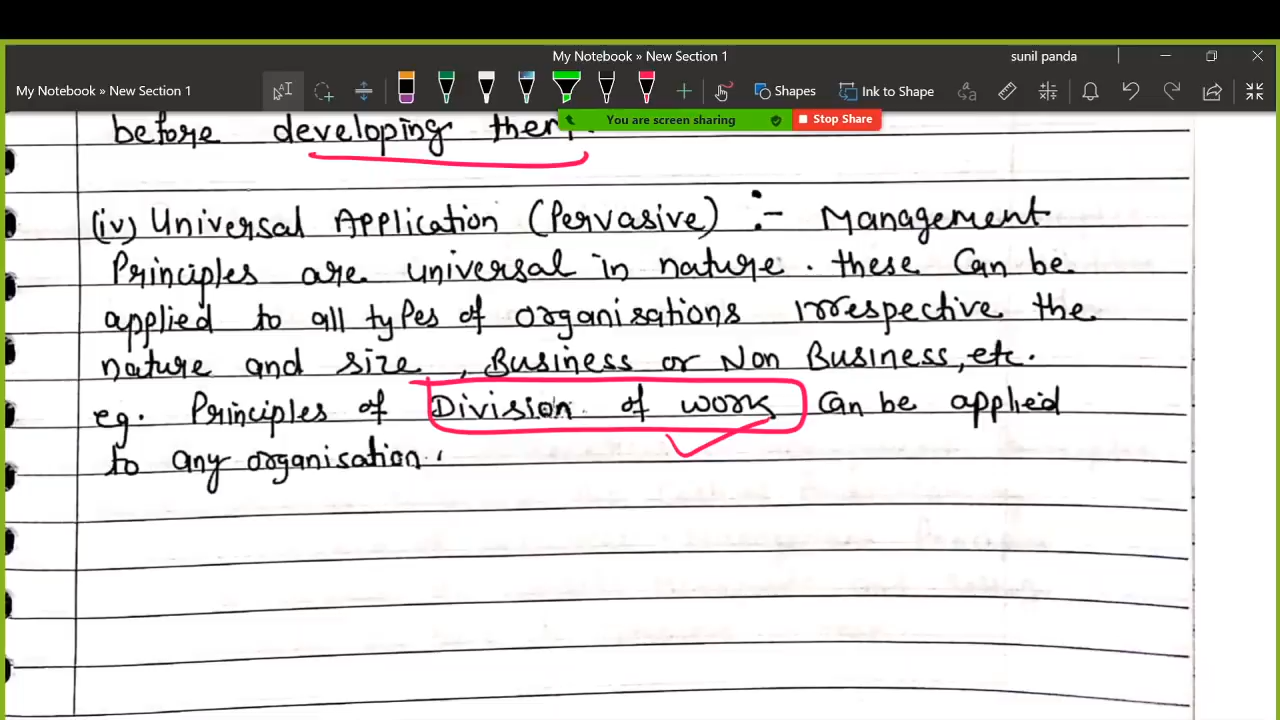 My Notebook » New Section 1
sunil panda
My Notebook » New Section 1
Shapes
Ink to Shape
You are screen sharing
Stop Share
before developing them.
(iv) Universal Application (Pervasive) :- Management
Principles are universal in nature. these Can be
applied to all types of organisations irrespective the
nature and size, Business or Non Business, etc.
eg. Principles of Division of work Can be applied
to any organisation.